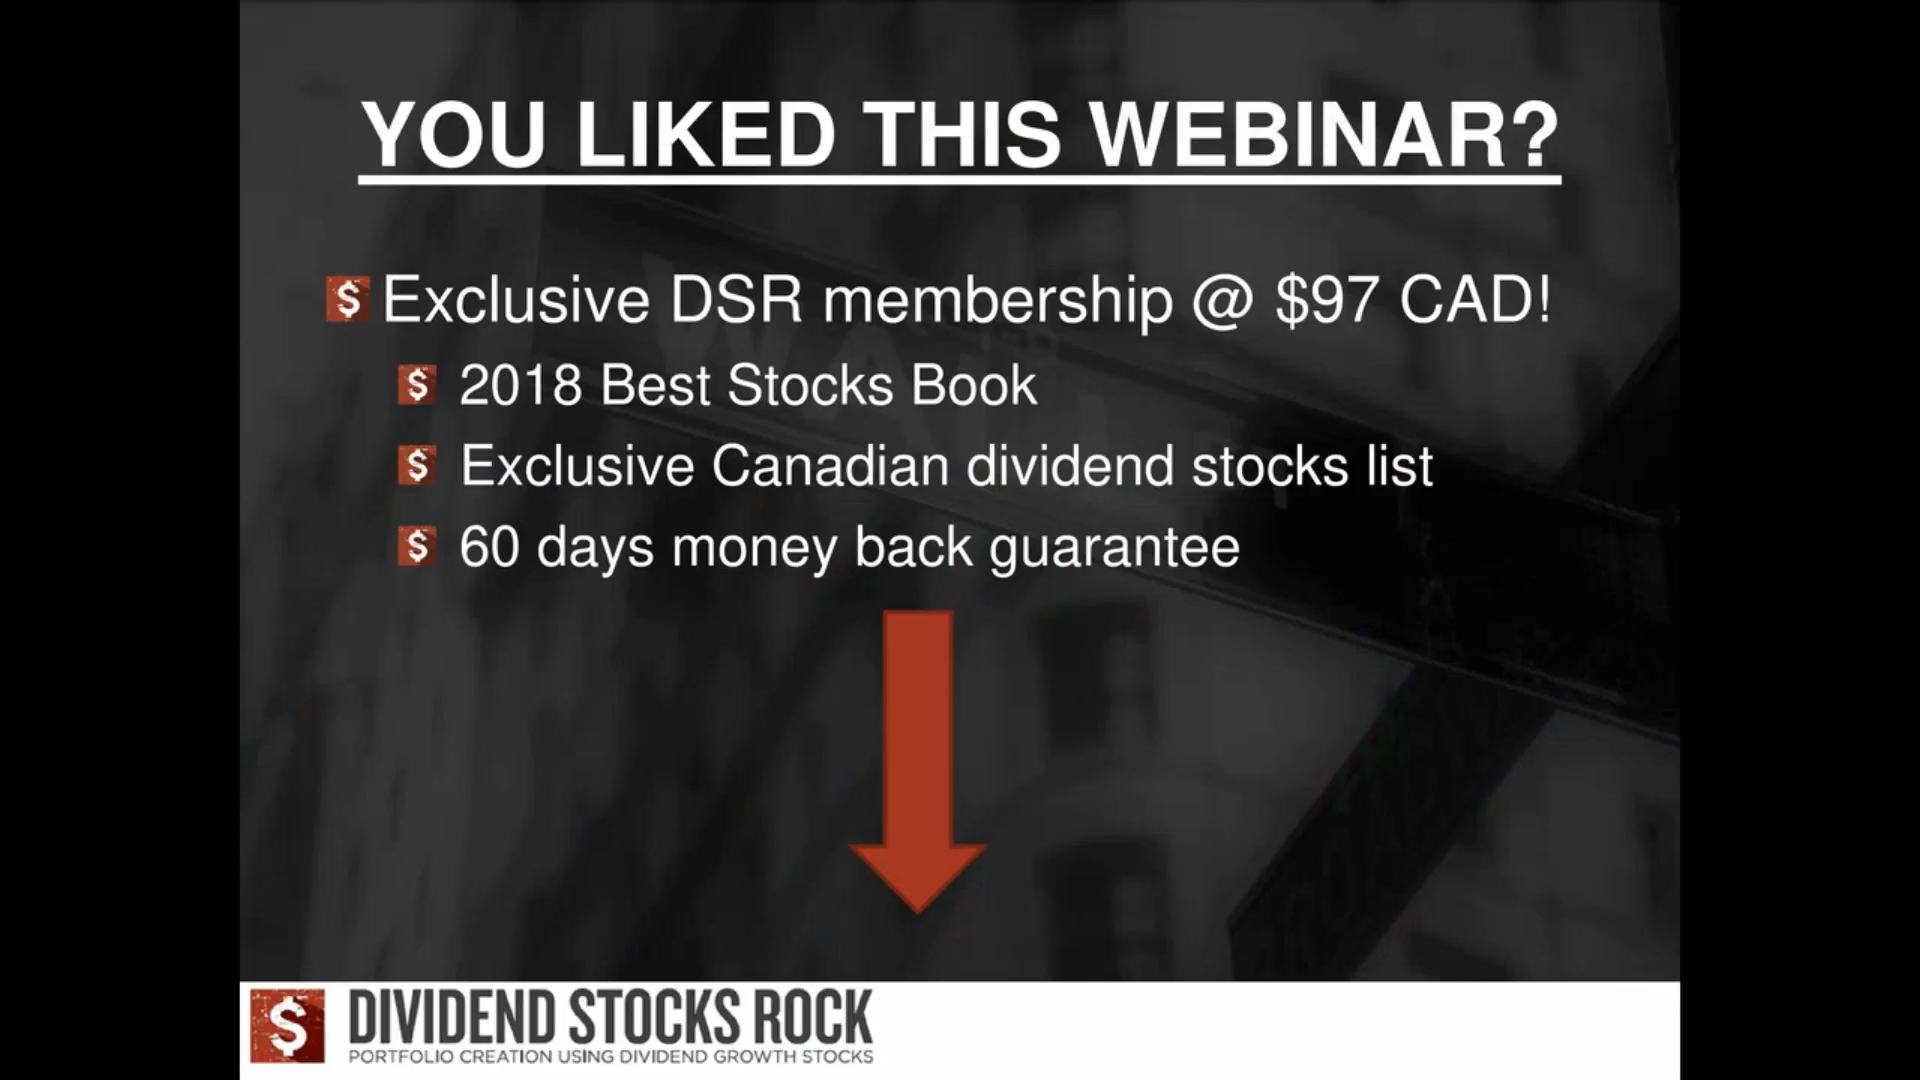 YOU LIKED THIS WEBINAR?
Exclusive DSR membership @ $97 CAD!
2018 Best Stocks Book
Exclusive Canadian dividend stocks list
60 days money back guarantee
DIVIDEND STOCKS ROCK
PORTFOLIO CREATION USING DIVIDEND GROWTH STOCKS